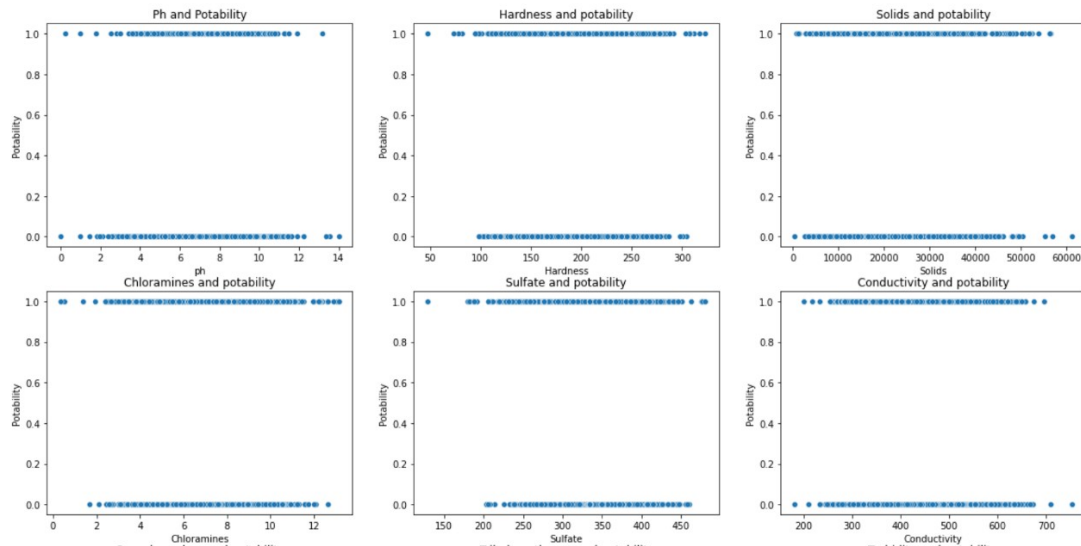 Ph and Potability
1.0
0.8
0.6
0.4
0.2
0.0
Potability
0 2 4 6 8 10 12 14
ph
Hardness and potability
1.0
0.8
0.6
0.4
0.2
0.0
Potability
50 100 150 200 250 300
Hardness
Solids and potability
1.0
0.8
0.6
0.4
0.2
0.0
Potability
0 10000 20000 30000 40000 50000 60000
Solids
Chloramines and potability
1.0
0.8
0.6
0.4
0.2
0.0
Potability
0 2 4 6 8 10 12
Chloramines
Sulfate and potability
1.0
0.8
0.6
0.4
0.2
0.0
Potability
150 200 250 300 350 400 450
Sulfate
Conductivity and potability
1.0
0.8
0.6
0.4
0.2
0.0
Potability
200 300 400 500 600 700
Conductivity